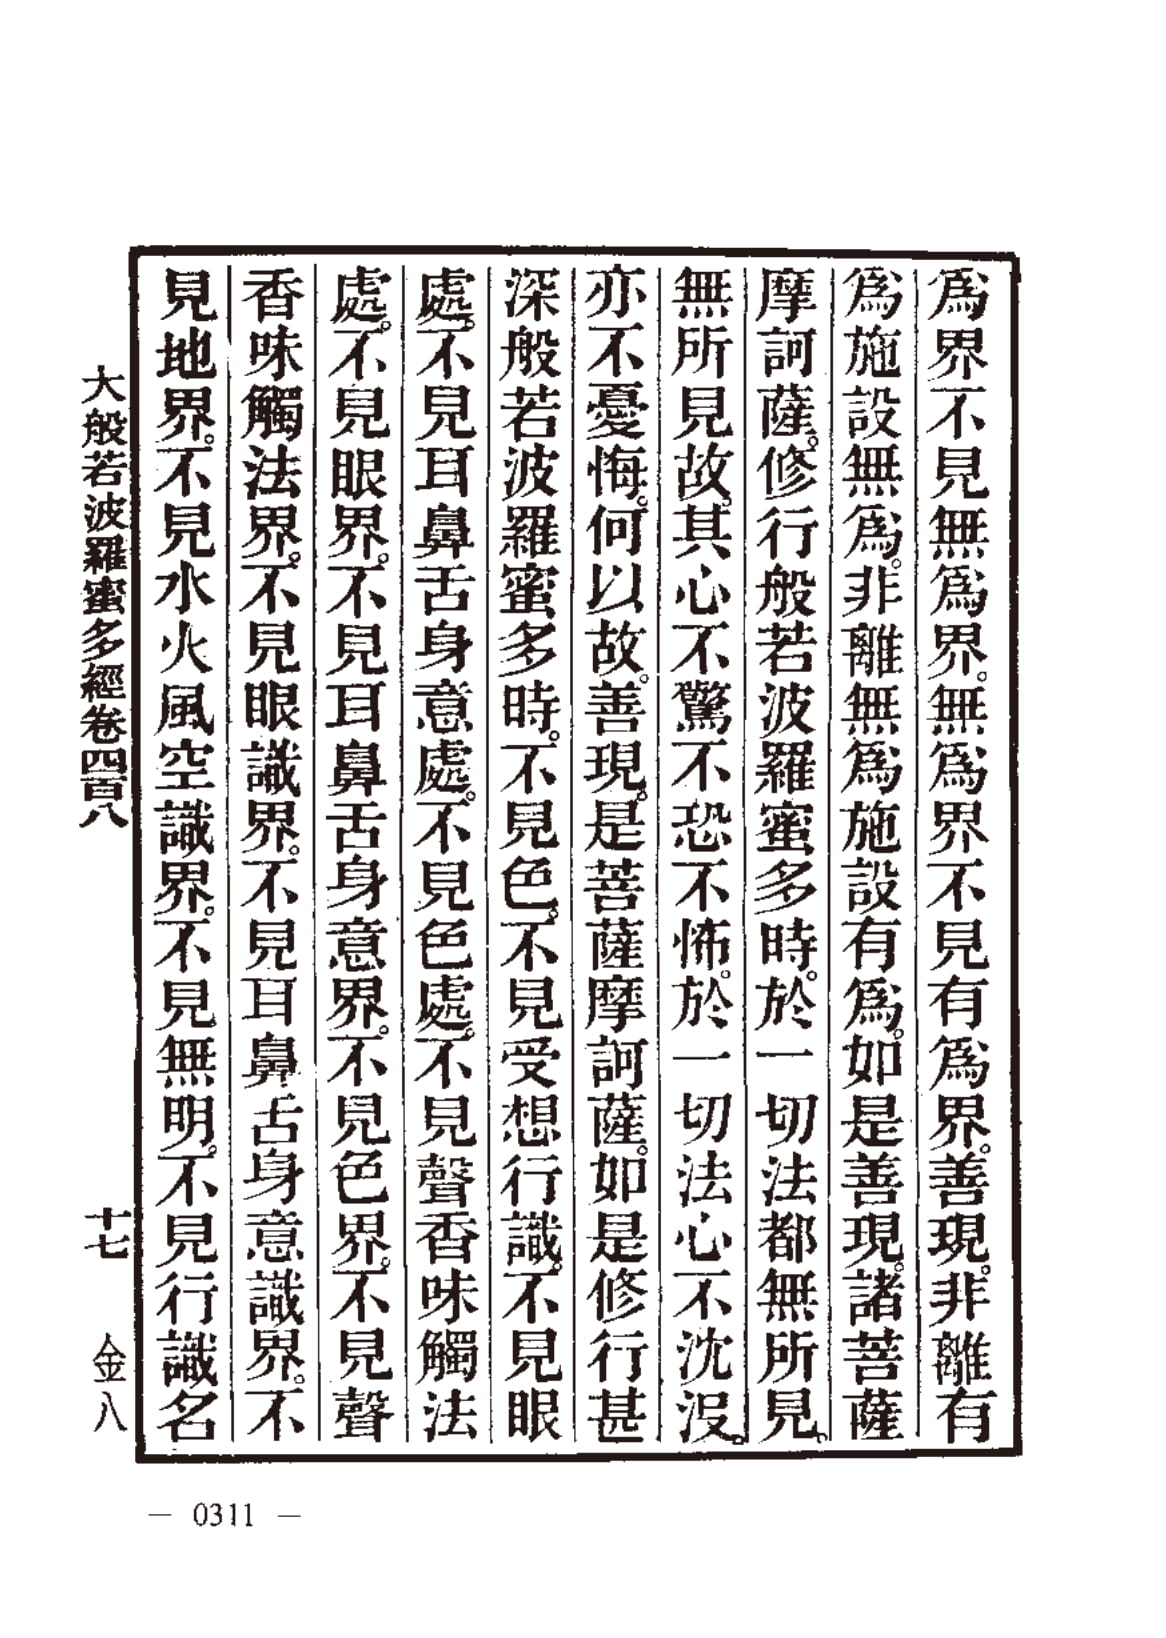 爲界不見無爲界。無爲界不見有爲界。善現。非離有
爲施設無爲。非離無爲施設有爲。如是善現。諸菩薩
摩訶薩。修行般若波羅蜜多時。於一切法都無所見。
無所見故。其心不驚不恐不怖。於一切法心不沈沒。
亦不憂悔。何以故。善現。是菩薩摩訶薩。如是修行甚
深般若波羅蜜多時。不見色。不見受想行識。不見眼
處。不見耳鼻舌身意處。不見色處。不見聲香味觸法
處。不見眼界。不見耳鼻舌身意界。不見色界。不見聲
香味觸法界。不見眼識界。不見耳鼻舌身意識界。不
見地界。不見水火風空識界。不見無明。不見行識名
大般若波羅蜜多經卷四百八 十七 金八
— 0311 —